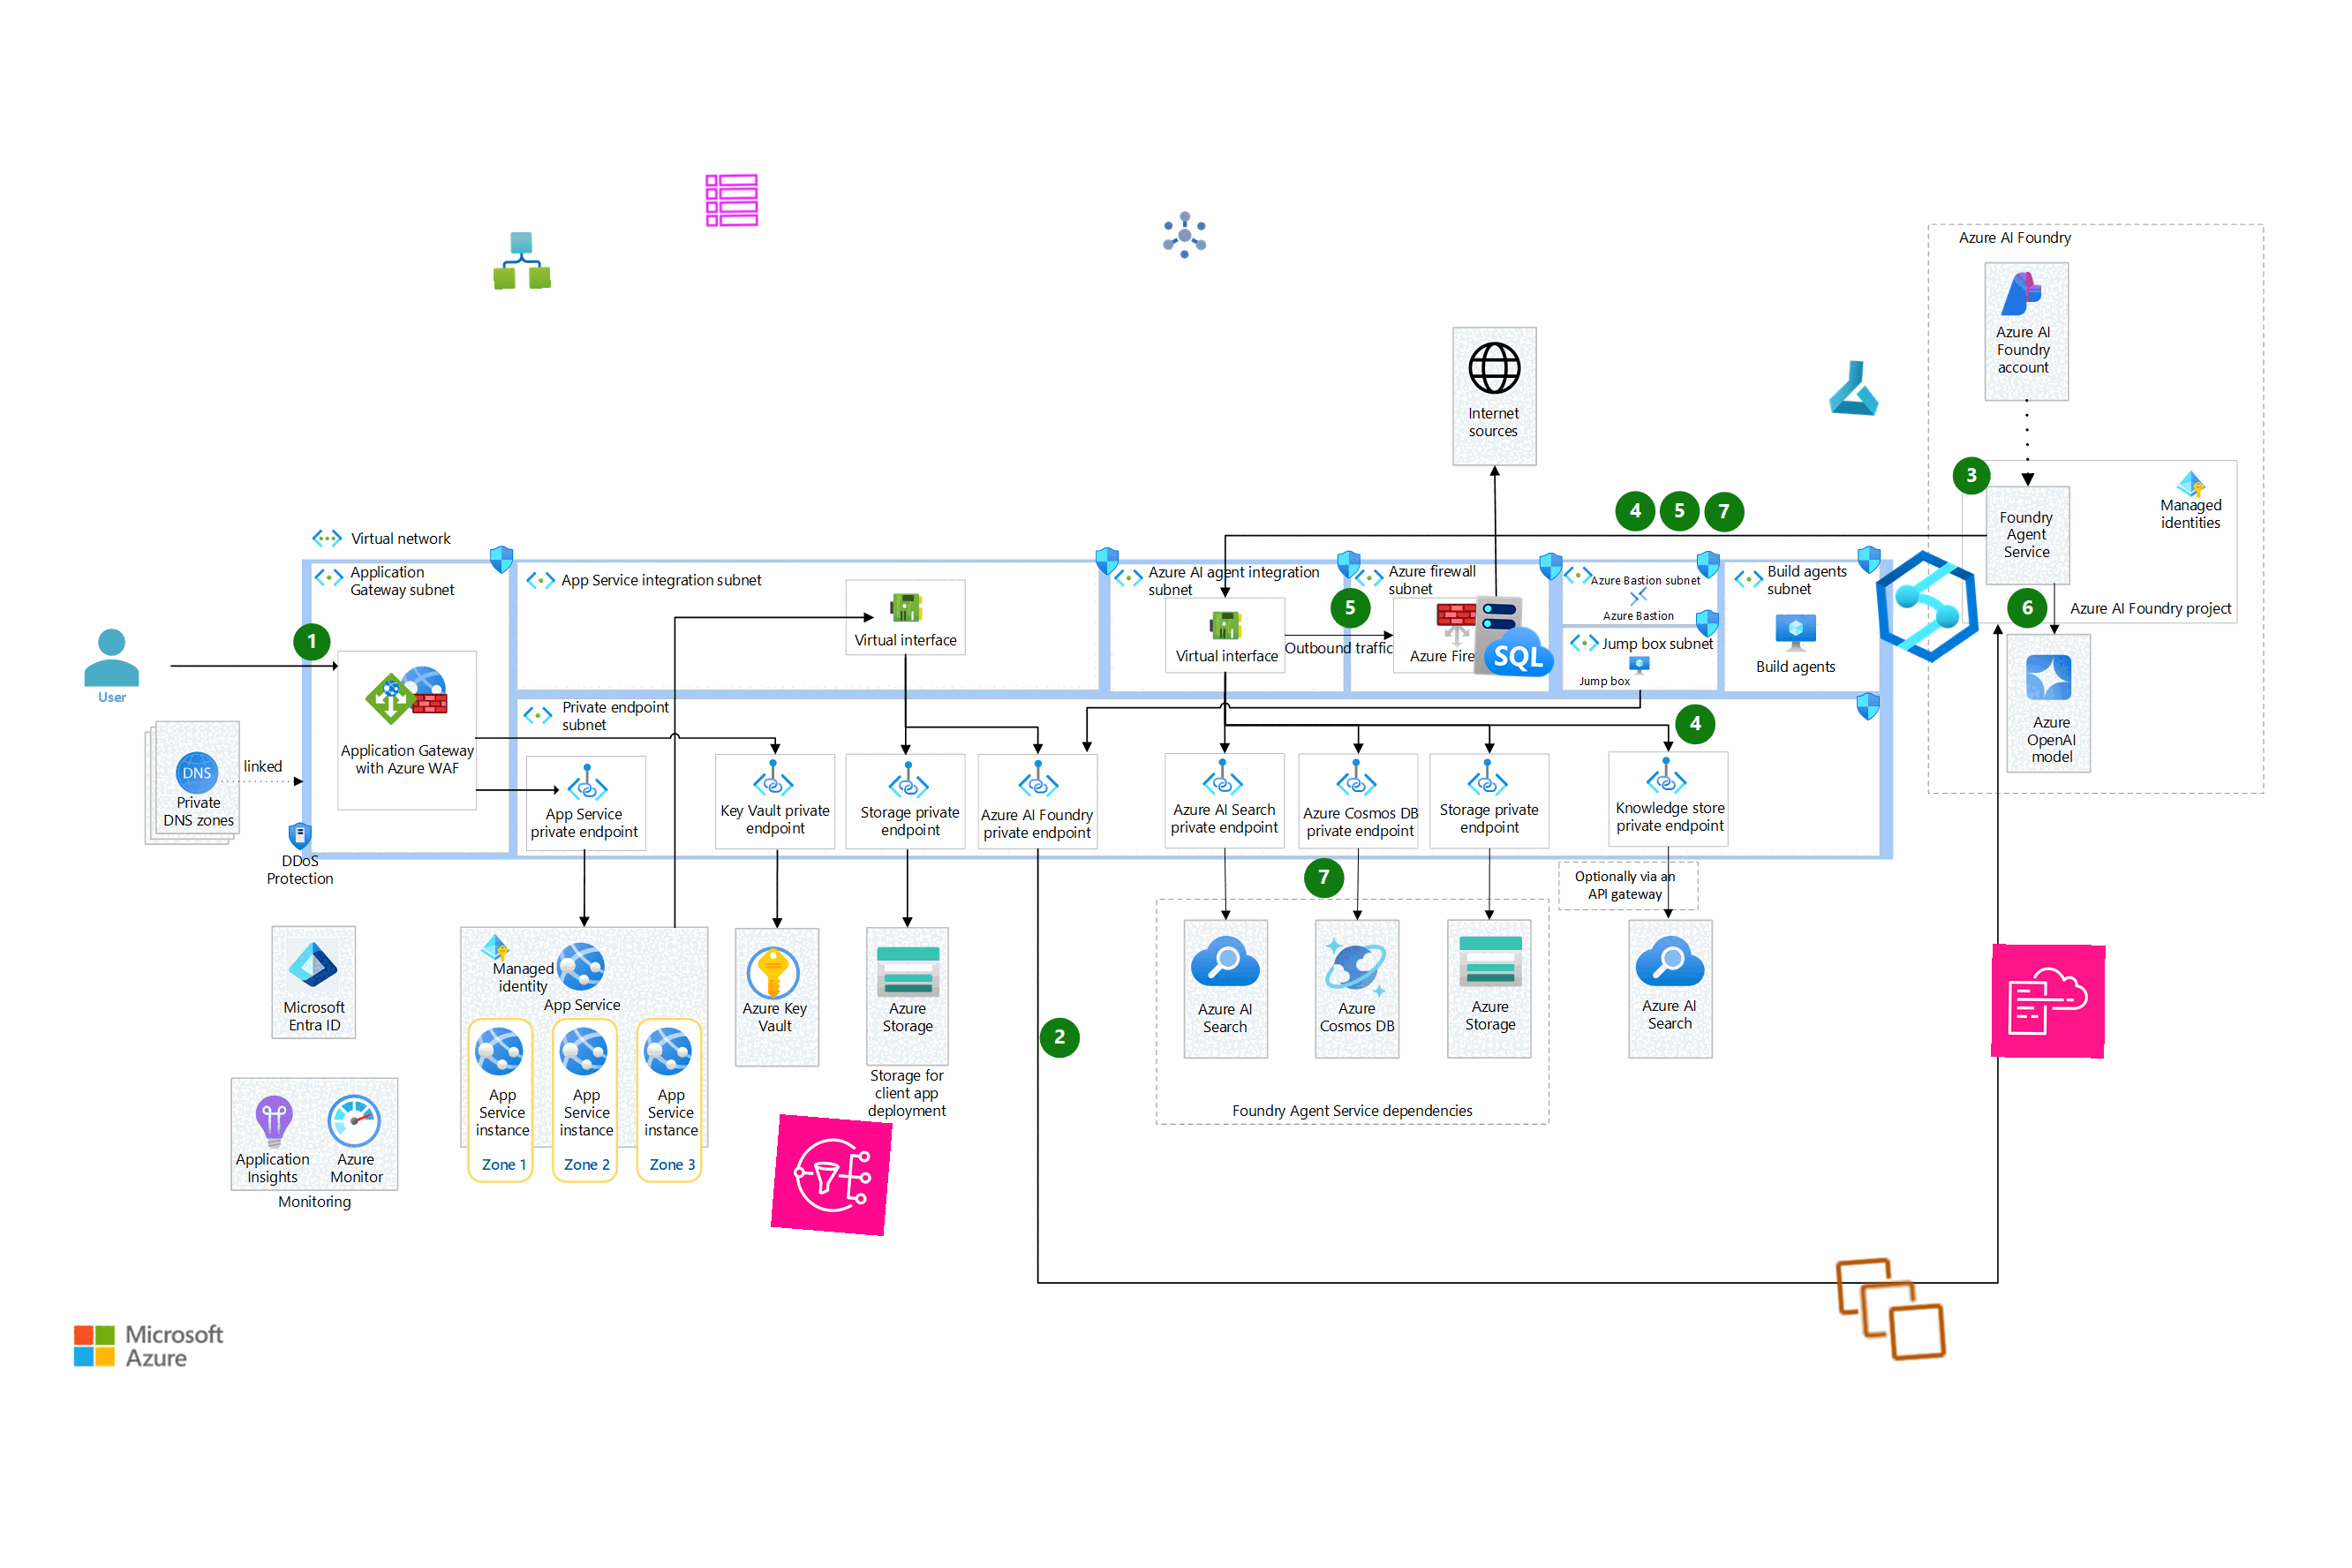 Azure AI Foundry
Azure AI
Foundry
account
Internet
sources
3
Managed
identities
4
5
7
Foundry
Agent
Service
Virtual network
Application
Gateway subnet
App Service integration subnet
Azure AI agent integration
subnet
Azure firewall
subnet
Azure Bastion subnet
Azure Bastion
Build agents
subnet
5
6
Azure AI Foundry project
1
Virtual interface
Virtual interface
Outbound traffic
Azure Fire
SQL
Jump box subnet
Jump box
Build agents
User
Private endpoint
subnet
4
Azure
OpenAI
model
Application Gateway
with Azure WAF
linked
DNS
Private
DNS zones
App Service
private endpoint
Key Vault private
endpoint
Storage private
endpoint
Azure AI Foundry
private endpoint
Azure AI Search
private endpoint
Azure Cosmos DB
private endpoint
Storage private
endpoint
Knowledge store
private endpoint
DDoS
Protection
7
Optionally via an
API gateway
Microsoft
Entra ID
Managed
identity
App Service
Azure Key
Vault
Azure
Storage
Azure AI
Search
Azure
Cosmos DB
Azure
Storage
Azure AI
Search
2
Storage for
client app
deployment
App
Service
instance
Zone 1
App
Service
instance
Zone 2
App
Service
instance
Zone 3
Foundry Agent Service dependencies
Application
Insights
Azure
Monitor
Monitoring
Microsoft
Azure